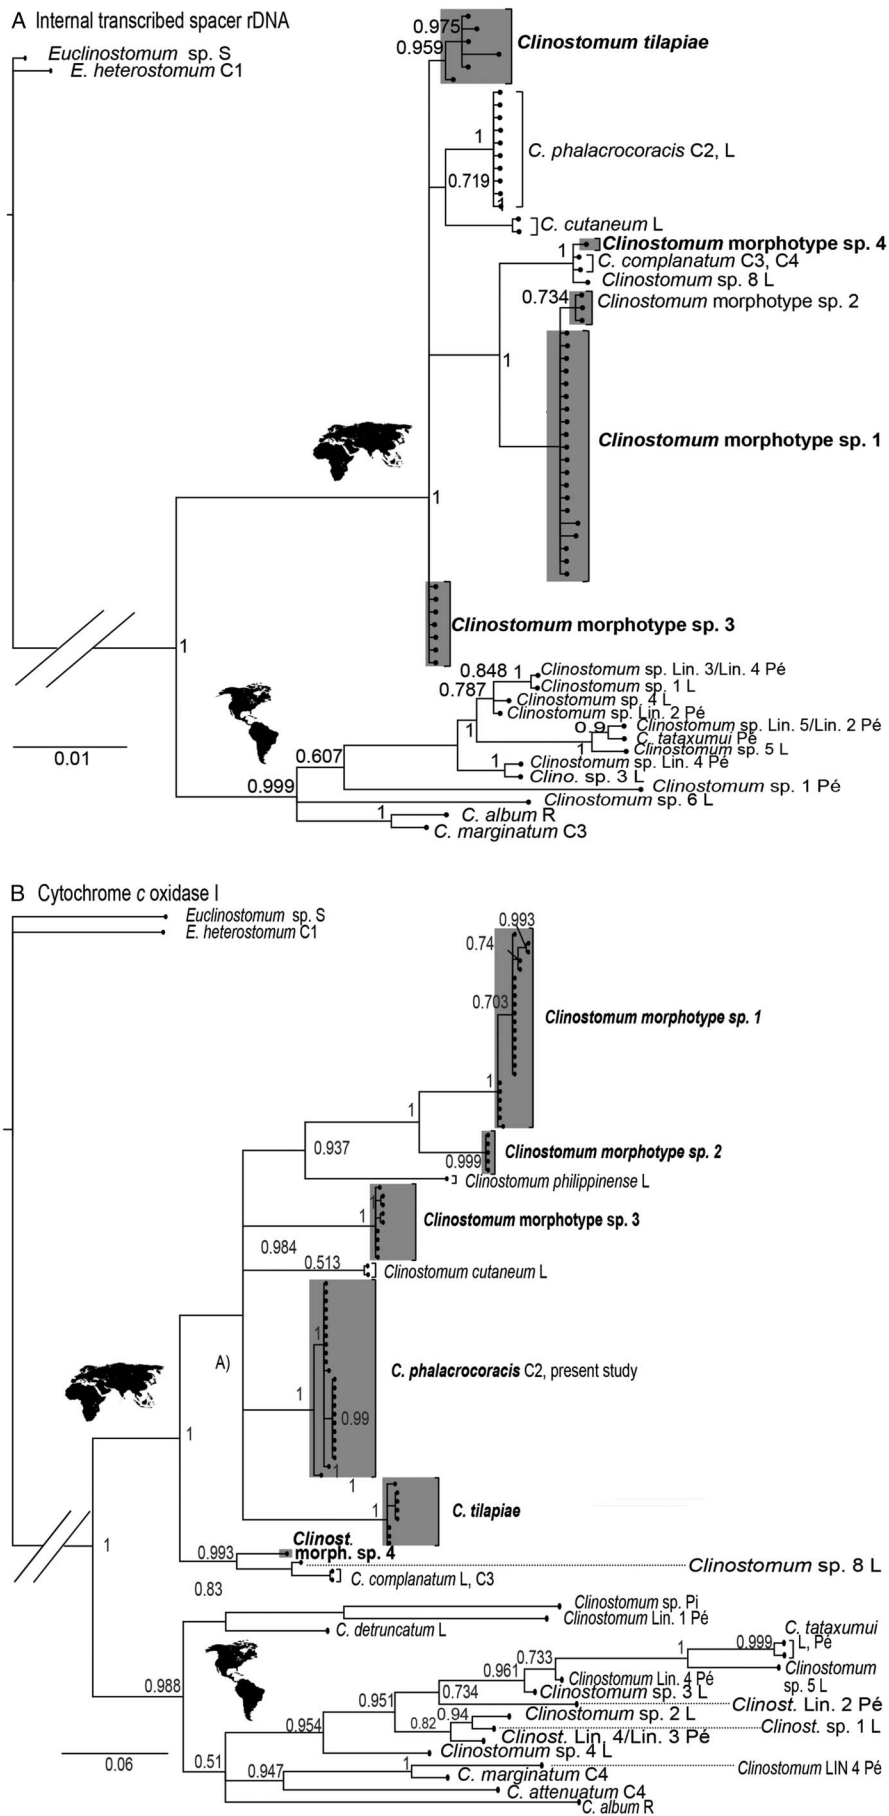 A Internal transcribed spacer rDNA
Euclinostomum sp. S
E. heterostomum C1
0.975
0.959
Clinostomum tilapiae
1
C. phalacrocoracis C2, L
0.719
1
C. cutaneum L
1
Clinostomum morphotype sp. 4
C. complanatum C3, C4
Clinostomum sp. 8 L
0.734
Clinostomum morphotype sp. 2
1
Clinostomum morphotype sp. 1
1
Clinostomum morphotype sp. 3
1
0.848 1
Clinostomum sp. Lin. 3/Lin. 4 Pé
0.787
Clinostomum sp. 1 L
Clinostomum sp. 4 L
Clinostomum sp. Lin. 2 Pé
1
0.9
Clinostomum sp. Lin. 5/Lin. 2 Pé
C. tataxumui Pé
1
Clinostomum sp. 5 L
0.01
0.607
1
Clinostomum sp. Lin. 4 Pé
Clino. sp. 3 L
0.999
Clinostomum sp. 1 Pé
Clinostomum sp. 6 L
1
C. album R
C. marginatum C3
B Cytochrome c oxidase I
Euclinostomum sp. S
E. heterostomum C1
0.993
0.74
0.703
Clinostomum morphotype sp. 1
1
1
0.937
0.999
Clinostomum morphotype sp. 2
Clinostomum philippinense L
1
1
Clinostomum morphotype sp. 3
0.984
0.513
Clinostomum cutaneum L
1
A)
1
C. phalacrocoracis C2, present study
0.99
1
1
1
1
C. tilapiae
1
0.993
Clinost.
morph. sp. 4
Clinostomum sp. 8 L
0.83
C. complanatum L, C3
Clinostomum sp. Pi
Clinostomum Lin. 1 Pé
C. detruncatum L
C. tataxumui
L, Pé
0.999
1
0.733
Clinostomum
sp. 5 L
0.988
0.961
Clinostomum Lin. 4 Pé
Clinostomum sp. 3 L
0.734
0.951
Clinost. Lin. 2 Pé
0.94
Clinostomum sp. 2 L
0.954
0.82
Clinost. sp. 1 L
Clinost. Lin. 4/Lin. 3 Pé
Clinostomum sp. 4 L
0.06
0.51
0.947
1
Clinostomum LIN 4 Pé
C. marginatum C4
C. attenuatum C4
C. album R